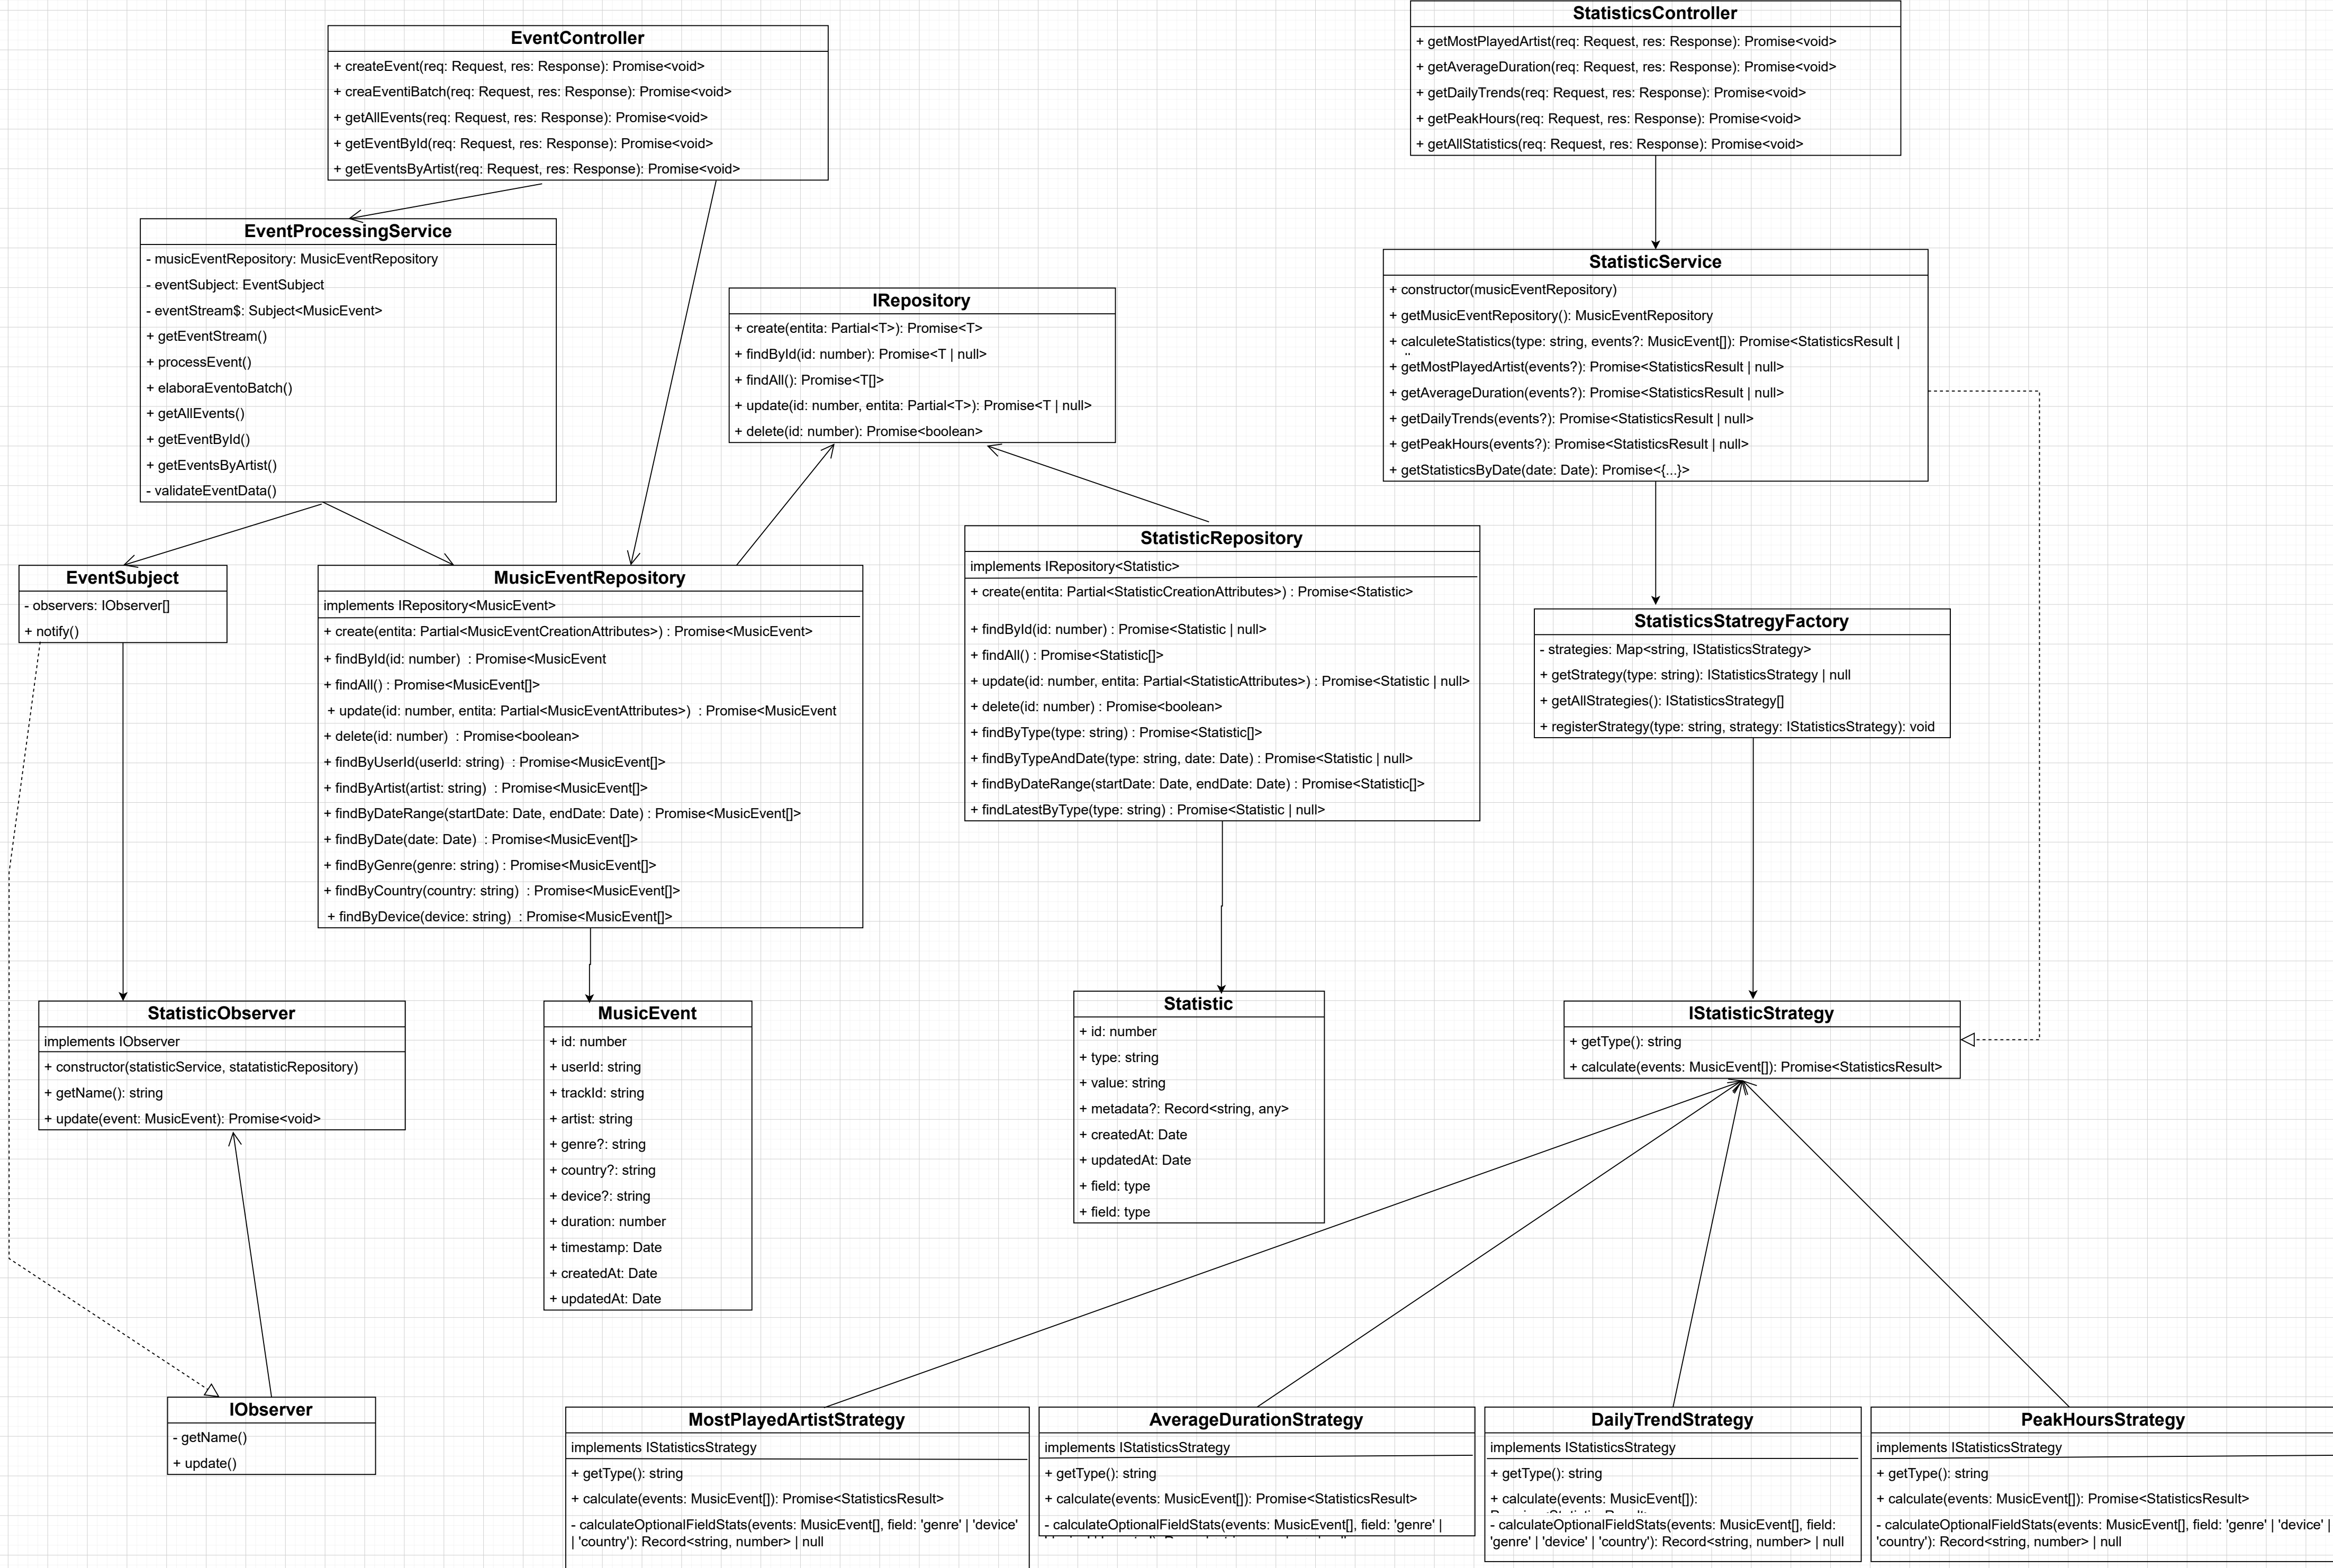 EventController
+ createEvent(req: Request, res: Response): Promise<void>
+ creaEventiBatch(req: Request, res: Response): Promise<void>
+ getAllEvents(req: Request, res: Response): Promise<void>
+ getEventById(req: Request, res: Response): Promise<void>
+ getEventsByArtist(req: Request, res: Response): Promise<void>
StatisticsController
+ getMostPlayedArtist(req: Request, res: Response): Promise<void>
+ getAverageDuration(req: Request, res: Response): Promise<void>
+ getDailyTrends(req: Request, res: Response): Promise<void>
+ getPeakHours(req: Request, res: Response): Promise<void>
+ getAllStatistics(req: Request, res: Response): Promise<void>
EventProcessingService
- musicEventRepository: MusicEventRepository
- eventSubject: EventSubject
- eventStream$: Subject<MusicEvent>
+ getEventStream()
+ processEvent()
+ elaboraEventoBatch()
+ getAllEvents()
+ getEventById()
+ getEventsByArtist()
- validateEventData()
IRepository
+ create(entita: Partial<T>): Promise<T>
+ findById(id: number): Promise<T | null>
+ findAll(): Promise<T[]>
+ update(id: number, entita: Partial<T>): Promise<T | null>
+ delete(id: number): Promise<boolean>
StatisticService
+ constructor(musicEventRepository)
+ getMusicEventRepository(): MusicEventRepository
+ calculeteStatistics(type: string, events?: MusicEvent[]): Promise<StatisticsResult |
+ getMostPlayedArtist(events?): Promise<StatisticsResult | null>
+ getAverageDuration(events?): Promise<StatisticsResult | null>
+ getDailyTrends(events?): Promise<StatisticsResult | null>
+ getPeakHours(events?): Promise<StatisticsResult | null>
+ getStatisticsByDate(date: Date): Promise<{...}>
EventSubject
- observers: IObserver[]
+ notify()
MusicEventRepository
implements IRepository<MusicEvent>
+ create(entita: Partial<MusicEventCreationAttributes>) : Promise<MusicEvent>
+ findById(id: number)  : Promise<MusicEvent
+ findAll() : Promise<MusicEvent[]>
+ update(id: number, entita: Partial<MusicEventAttributes>)  : Promise<MusicEvent
+ delete(id: number)  : Promise<boolean>
+ findByUserId(userId: string)  : Promise<MusicEvent[]>
+ findByArtist(artist: string)  : Promise<MusicEvent[]>
+ findByDateRange(startDate: Date, endDate: Date) : Promise<MusicEvent[]>
+ findByDate(date: Date)  : Promise<MusicEvent[]>
+ findByGenre(genre: string) : Promise<MusicEvent[]>
+ findByCountry(country: string)  : Promise<MusicEvent[]>
+ findByDevice(device: string)  : Promise<MusicEvent[]>
StatisticRepository
implements IRepository<Statistic>
+ create(entita: Partial<StatisticCreationAttributes>) : Promise<Statistic>
+ findById(id: number) : Promise<Statistic | null>
+ findAll() : Promise<Statistic[]>
+ update(id: number, entita: Partial<StatisticAttributes>) : Promise<Statistic | null>
+ delete(id: number) : Promise<boolean>
+ findByType(type: string) : Promise<Statistic[]>
+ findByTypeAndDate(type: string, date: Date) : Promise<Statistic | null>
+ findByDateRange(startDate: Date, endDate: Date) : Promise<Statistic[]>
+ findLatestByType(type: string) : Promise<Statistic | null>
StatisticsStatregyFactory
- strategies: Map<string, IStatisticsStrategy>
+ getStrategy(type: string): IStatisticsStrategy | null
+ getAllStrategies(): IStatisticsStrategy[]
+ registerStrategy(type: string, strategy: IStatisticsStrategy): void
StatisticObserver
implements IObserver
+ constructor(statisticService, statatisticRepository)
+ getName(): string
+ update(event: MusicEvent): Promise<void>
MusicEvent
+ id: number
+ userId: string
+ trackId: string
+ artist: string
+ genre?: string
+ country?: string
+ device?: string
+ duration: number
+ timestamp: Date
+ createdAt: Date
+ updatedAt: Date
Statistic
+ id: number
+ type: string
+ value: string
+ metadata?: Record<string, any>
+ createdAt: Date
+ updatedAt: Date
+ field: type
+ field: type
IStatisticStrategy
+ getType(): string
+ calculate(events: MusicEvent[]): Promise<StatisticsResult>
IObserver
- getName()
+ update()
MostPlayedArtistStrategy
implements IStatisticsStrategy
+ getType(): string
+ calculate(events: MusicEvent[]): Promise<StatisticsResult>
- calculateOptionalFieldStats(events: MusicEvent[], field: 'genre' | 'device'
| 'country'): Record<string, number> | null
AverageDurationStrategy
implements IStatisticsStrategy
+ getType(): string
+ calculate(events: MusicEvent[]): Promise<StatisticsResult>
- calculateOptionalFieldStats(events: MusicEvent[], field: 'genre' |
DailyTrendStrategy
implements IStatisticsStrategy
+ getType(): string
+ calculate(events: MusicEvent[]):
- calculateOptionalFieldStats(events: MusicEvent[], field:
'genre' | 'device' | 'country'): Record<string, number> | null
PeakHoursStrategy
implements IStatisticsStrategy
+ getType(): string
+ calculate(events: MusicEvent[]): Promise<StatisticsResult>
- calculateOptionalFieldStats(events: MusicEvent[], field: 'genre' | 'device' |
'country'): Record<string, number> | null